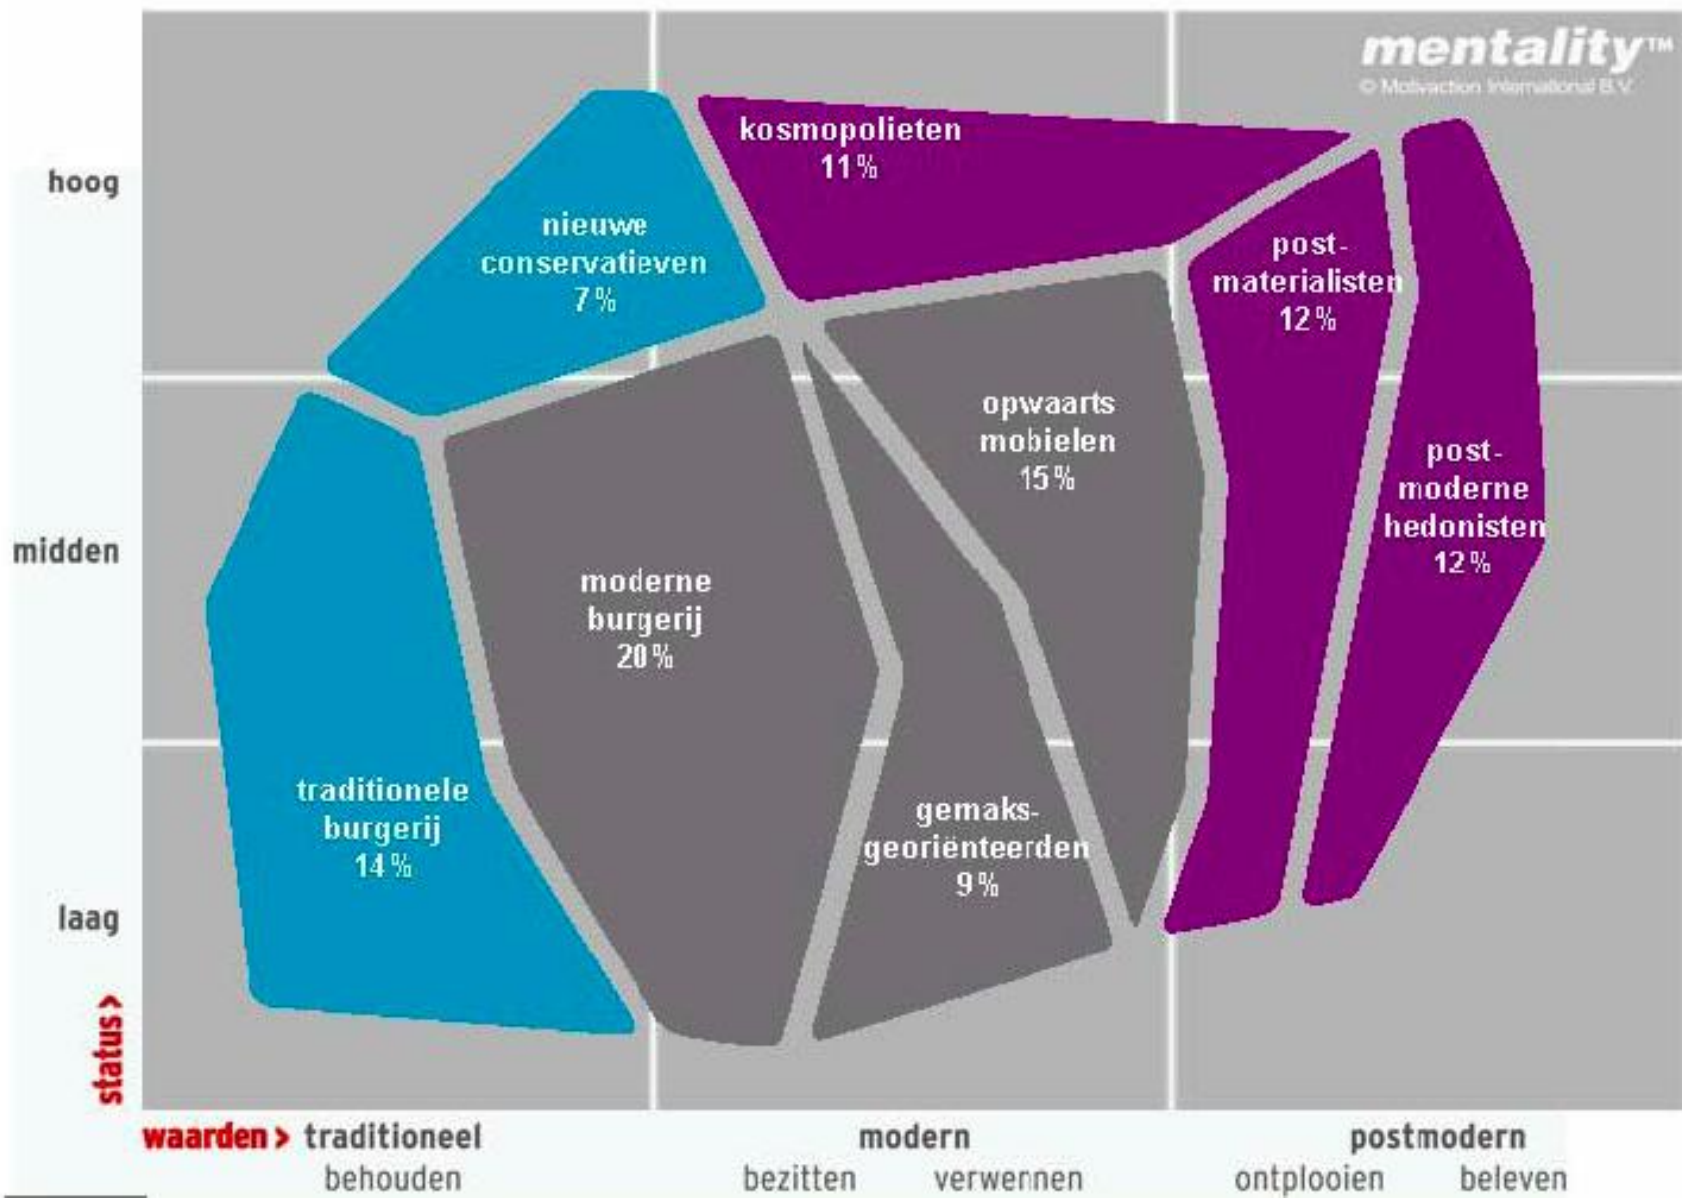 mentality™
© Motivaction International B.V.
kosmopolieten
11%
hoog
nieuwe
conservatieven
7%
post-
materialisten
12%
opwaarts
mobielen
15%
post-
moderne
hedonisten
12%
midden
moderne
burgerij
20%
traditionele
burgerij
14%
gemaks-
georiënteerden
9%
laag
status >
waarden > traditioneel modern postmodern
behouden bezitten verwennen ontplooien beleven